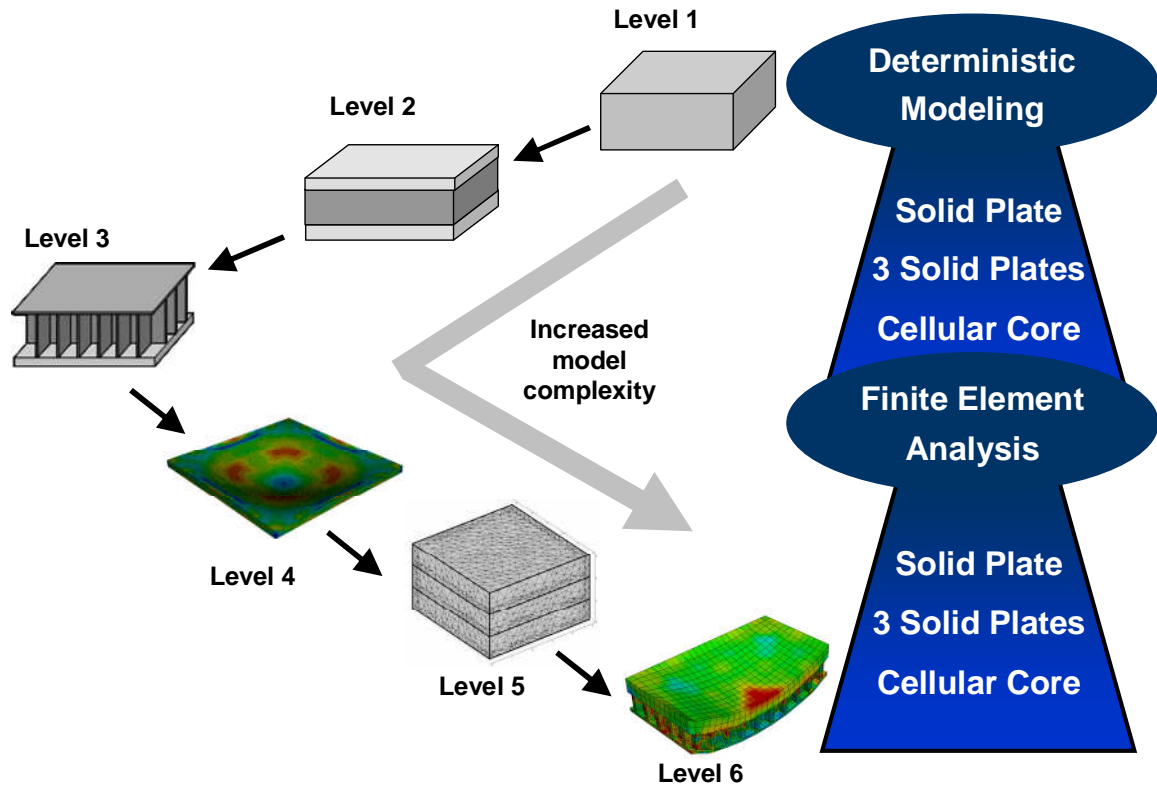 Level 1
Level 2
Level 3
Increased
model
complexity
Level 4
Level 5
Level 6
Deterministic
Modeling
Solid Plate
3 Solid Plates
Cellular Core
Finite Element
Analysis
Solid Plate
3 Solid Plates
Cellular Core